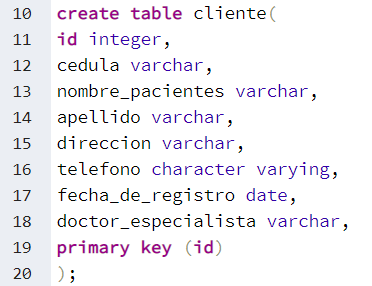 10 create table cliente(
11 id integer,
12 cedula varchar,
13 nombre_pacientes varchar,
14 apellido varchar,
15 direccion varchar,
16 telefono character varying,
17 fecha_de_registro date,
18 doctor_especialista varchar,
19 primary key (id)
20 );